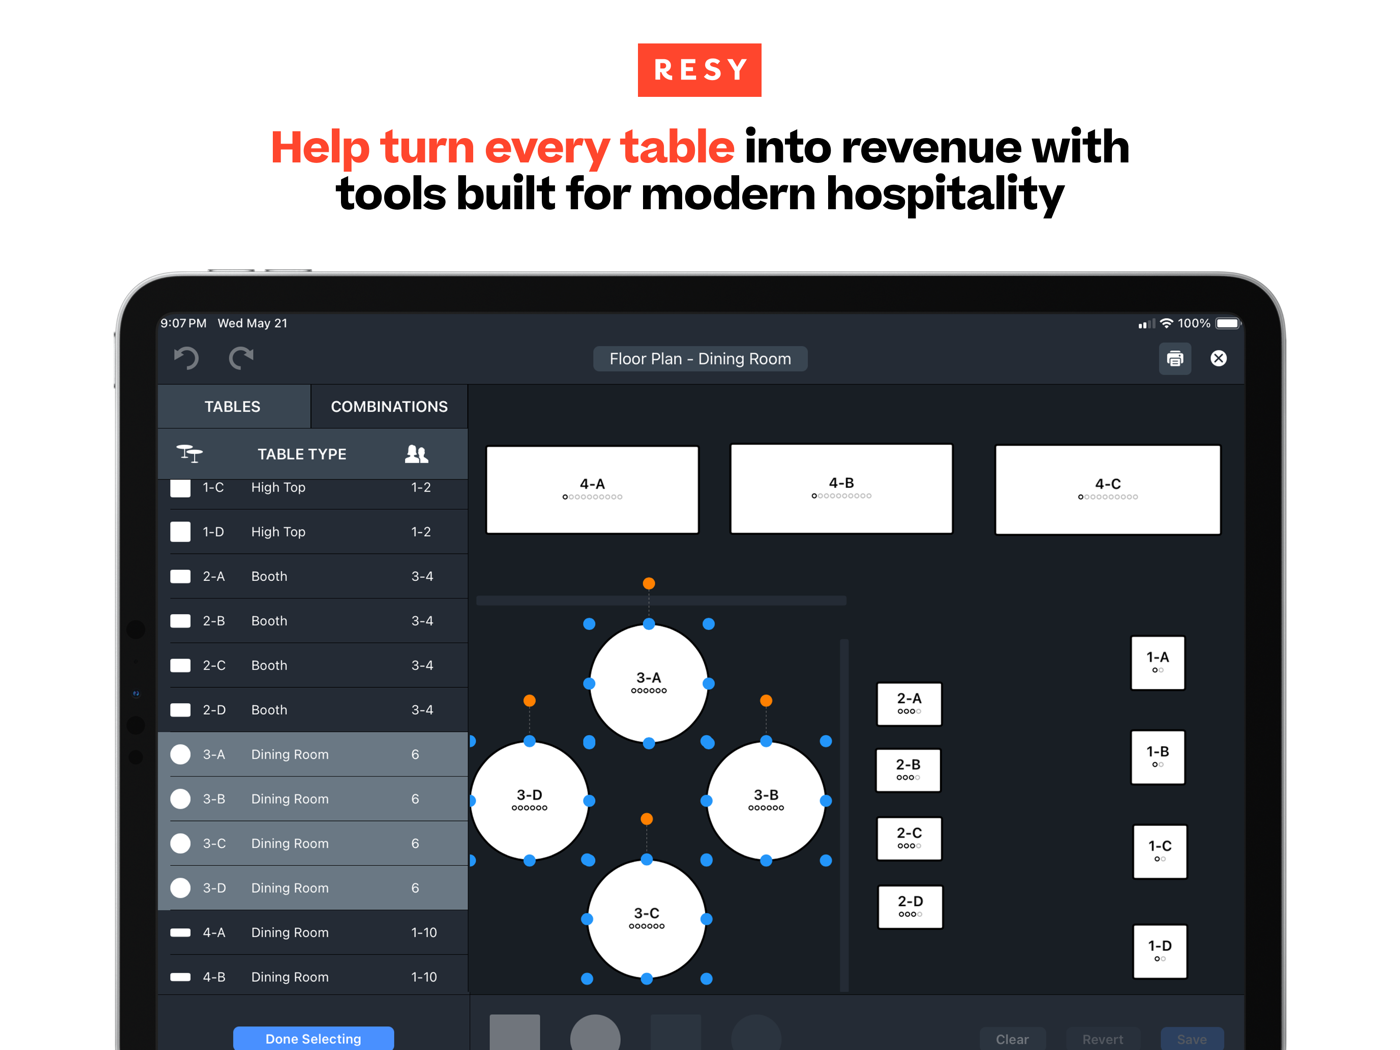 RESY
Help turn every table into revenue with
tools built for modern hospitality
9:07 PM Wed May 21
100%
Floor Plan - Dining Room
TABLES
COMBINATIONS
TABLE TYPE
1-C High Top 1-2
1-D High Top 1-2
2-A Booth 3-4
2-B Booth 3-4
2-C Booth 3-4
2-D Booth 3-4
3-A Dining Room 6
3-B Dining Room 6
3-C Dining Room 6
3-D Dining Room 6
4-A Dining Room 1-10
4-B Dining Room 1-10
Done Selecting
4-A
4-B
4-C
3-A
3-D
3-B
3-C
2-A
2-B
2-C
2-D
1-A
1-B
1-C
1-D
Clear
Revert
Save